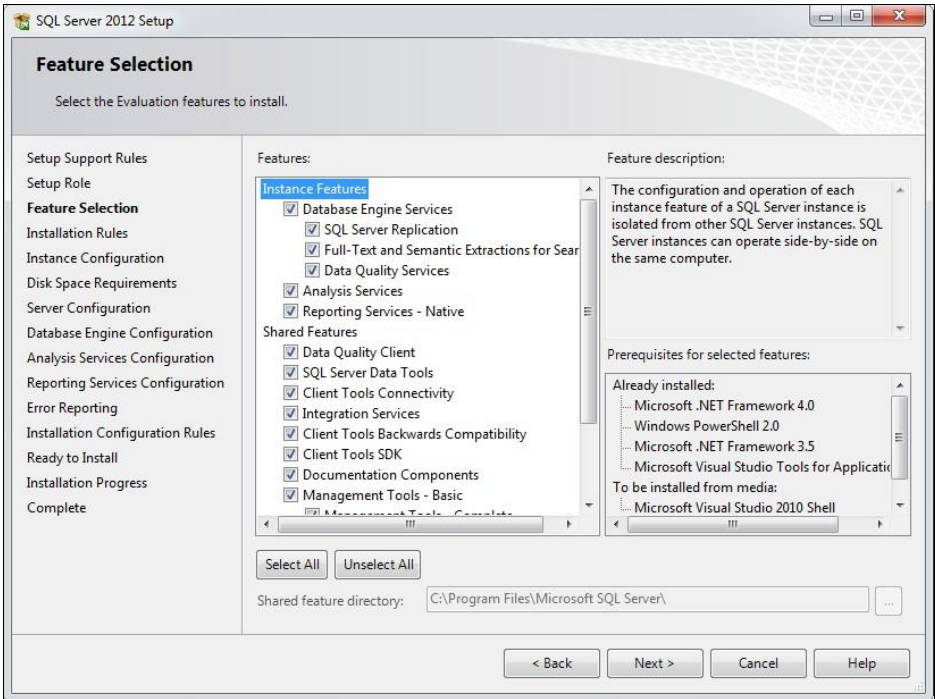 SQL Server 2012 Setup
Feature Selection
Select the Evaluation features to install.
Setup Support Rules
Setup Role
Feature Selection
Installation Rules
Instance Configuration
Disk Space Requirements
Server Configuration
Database Engine Configuration
Analysis Services Configuration
Reporting Services Configuration
Error Reporting
Installation Configuration Rules
Ready to Install
Installation Progress
Complete
Features:
Instance Features
Database Engine Services
SQL Server Replication
Full-Text and Semantic Extractions for Sear
Data Quality Services
Analysis Services
Reporting Services - Native
Shared Features
Data Quality Client
SQL Server Data Tools
Client Tools Connectivity
Integration Services
Client Tools Backwards Compatibility
Client Tools SDK
Documentation Components
Management Tools - Basic
Management Tools - Complete
Feature description:
The configuration and operation of each
instance feature of a SQL Server instance is
isolated from other SQL Server instances. SQL
Server instances can operate side-by-side on
the same computer.
Prerequisites for selected features:
Already installed:
Microsoft .NET Framework 4.0
Windows PowerShell 2.0
Microsoft .NET Framework 3.5
Microsoft Visual Studio Tools for Applicatic
To be installed from media:
Microsoft Visual Studio 2010 Shell
Select All
Unselect All
Shared feature directory:
C:\Program Files\Microsoft SQL Server\
...
< Back
Next >
Cancel
Help